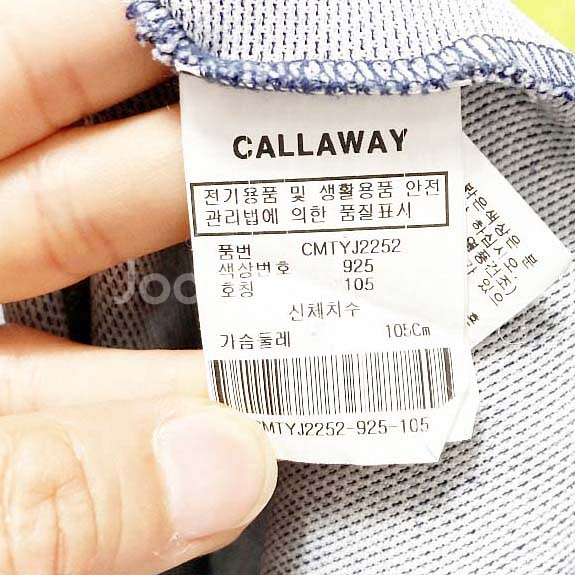 CALLAWAY
전기용품 및 생활용품 안전
관리법에 의한 품질표시
품번 CMTYJ2252
색상번호 925
호칭 105
신체치수
가슴둘레 105Cm
CMTYJ2252-925-105